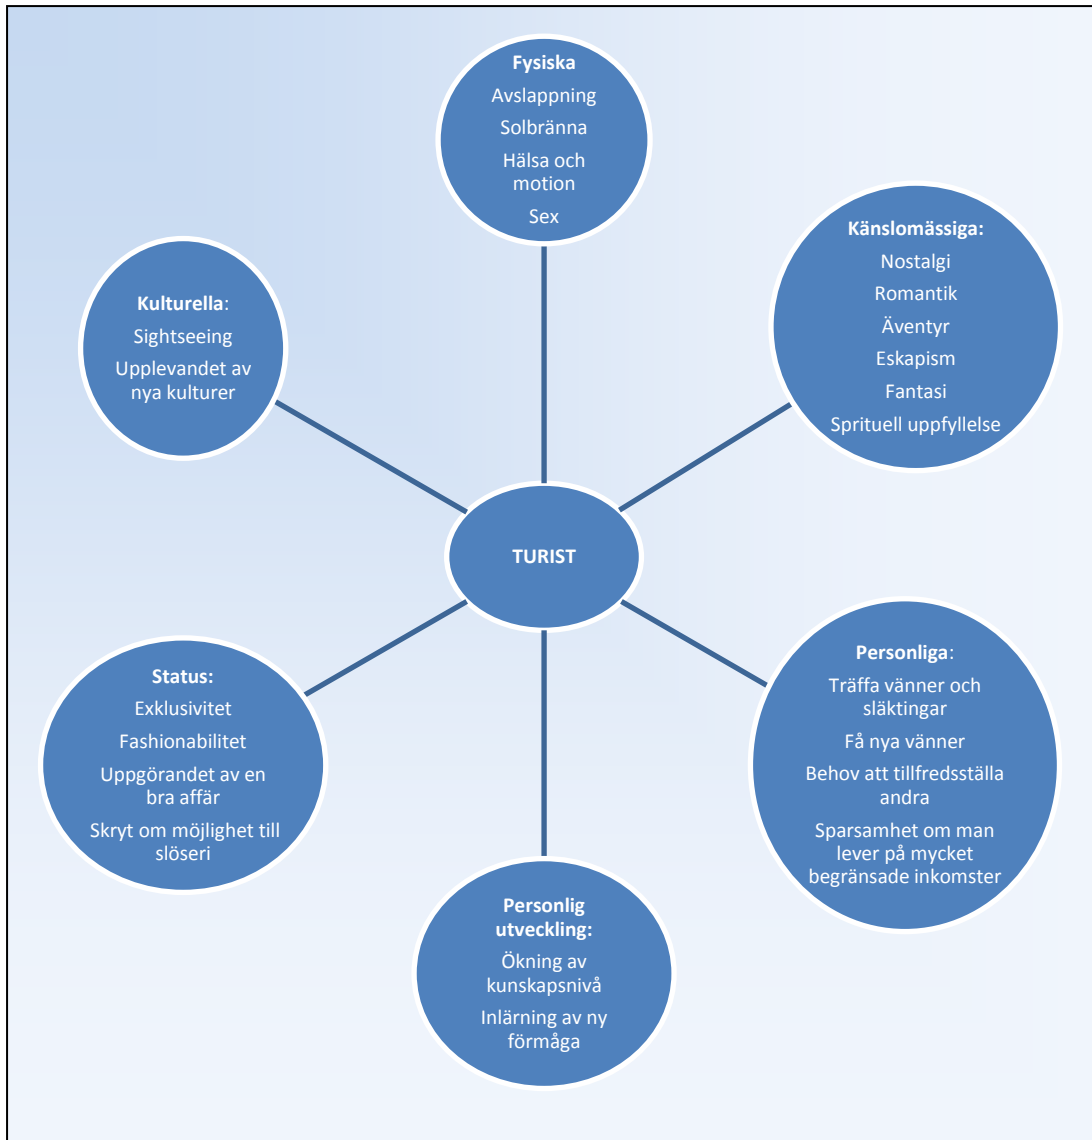 Fysiska
Avslappning
Solbränna
Hälsa och
motion
Sex
Känslomässiga:
Nostalgi
Romantik
Äventyr
Eskapism
Fantasi
Sprituell uppfyllelse
Kulturella:
Sightseeing
Upplevandet av
nya kulturer
TURIST
Status:
Exklusivitet
Fashionabilitet
Uppgörandet av en
bra affär
Skryt om möjlighet till
slöseri
Personliga:
Träffa vänner och
släktingar
Få nya vänner
Behov att tillfredsställa
andra
Sparsamhet om man
lever på mycket
begränsade inkomster
Personlig
utveckling:
Ökning av
kunskapsnivå
Inlärning av ny
förmåga